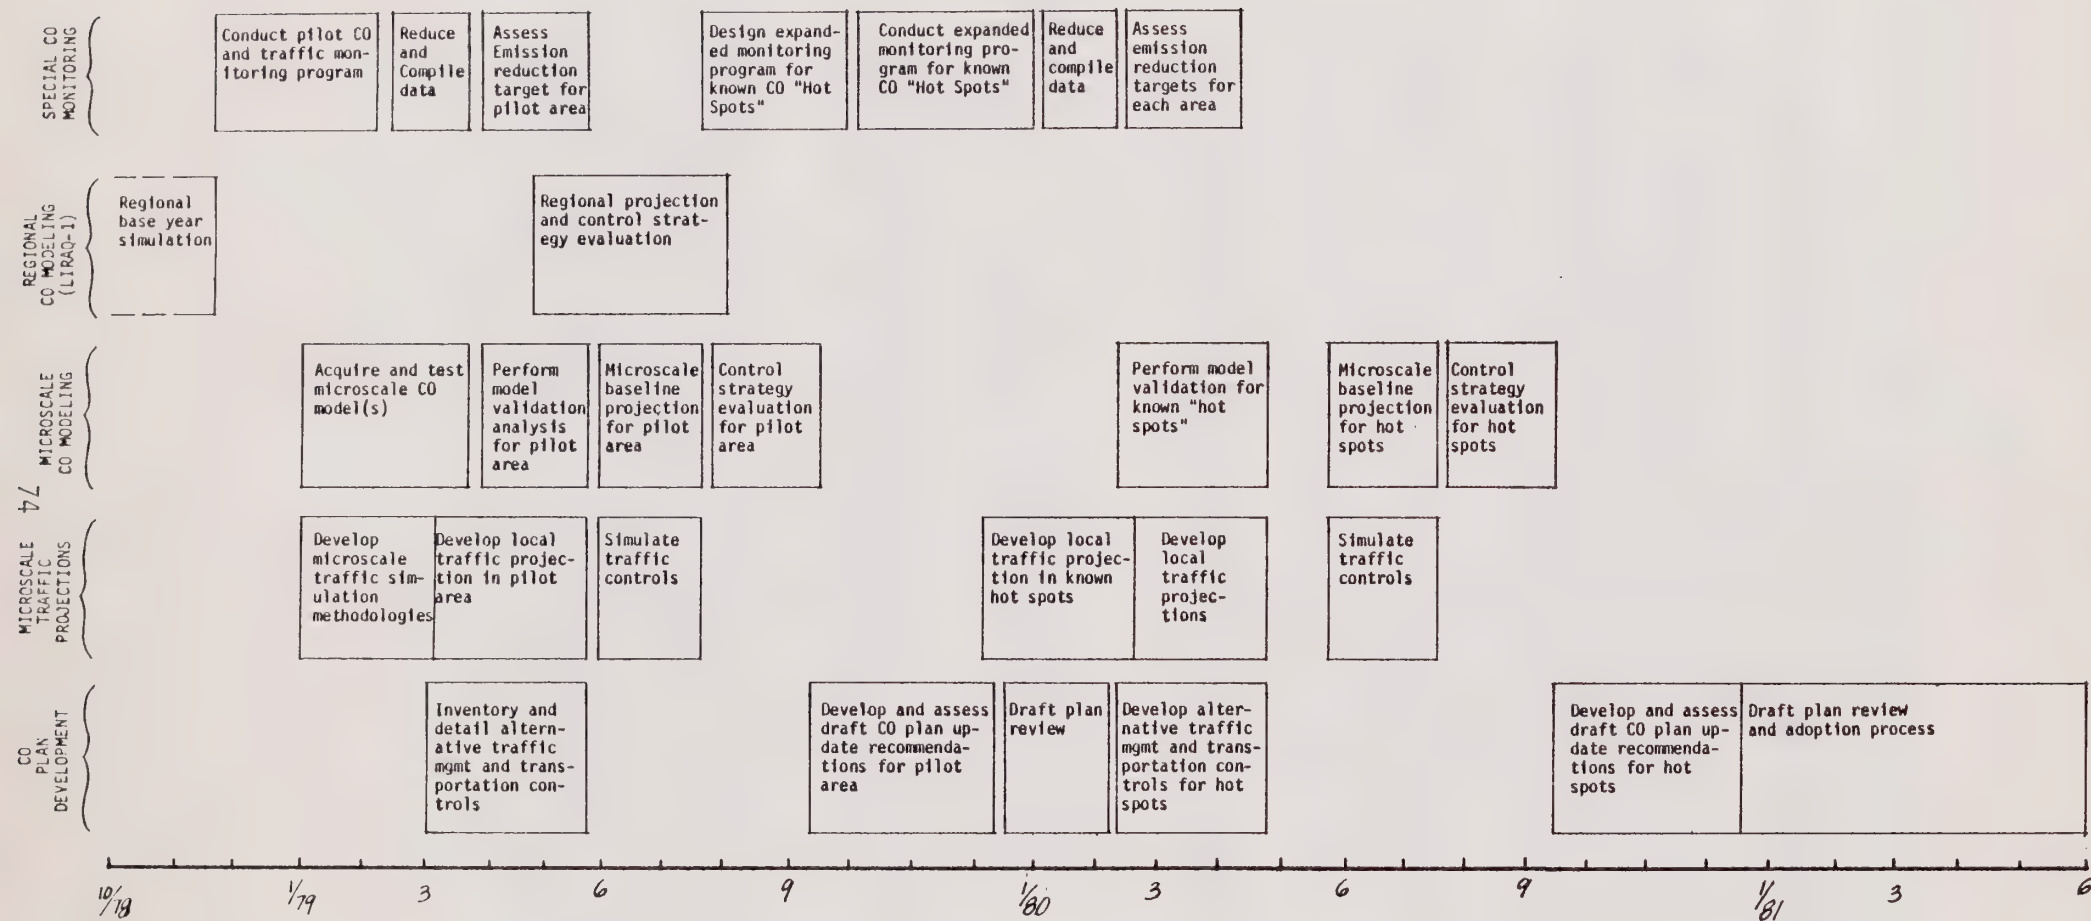 SPECIAL CO
MONITORING
Conduct pilot CO
and traffic mon-
itoring program
Reduce
and
Compile
data
Assess
Emission
reduction
target for
pilot area
Design expand-
ed monitoring
program for
known CO "Hot
Spots"
Conduct expanded
monitoring pro-
gram for known
CO "Hot Spots"
Reduce
and
compile
data
Assess
emission
reduction
targets for
each area
REGIONAL
CO MODELING
(LIRAQ-1)
Regional
base year
simulation
Regional projection
and control strat-
egy evaluation
MICROSCALE
CO MODELING
Acquire and test
microscale CO
model(s)
Perform
model
validation
analysis
for pilot
area
Microscale
baseline
projection
for pilot
area
Control
strategy
evaluation
for pilot
area
Perform model
validation for
known "hot
spots"
Microscale
baseline
projection
for hot
spots
Control
strategy
evaluation
for hot
spots
74
MICROSCALE
TRAFFIC
PROJECTIONS
Develop
microscale
traffic sim-
ulation
methodologies
Develop local
traffic projec-
tion in pilot
area
Simulate
traffic
controls
Develop local
traffic projec-
tion in known
hot spots
Develop
local
traffic
projec-
tions
Simulate
traffic
controls
CO
PLAN
DEVELOPMENT
Inventory and
detail altern-
ative traffic
mgmt and trans-
portation con-
trols
Develop and assess
draft CO plan up-
date recommenda-
tions for pilot
area
Draft plan
review
Develop alter-
native traffic
mgmt and trans-
portation con-
trols for hot
spots
Develop and assess
draft CO plan up-
date recommenda-
tions for hot
spots
Draft plan review
and adoption process
10/78 1/79 3 6 9 1/80 3 6 9 1/81 3 6